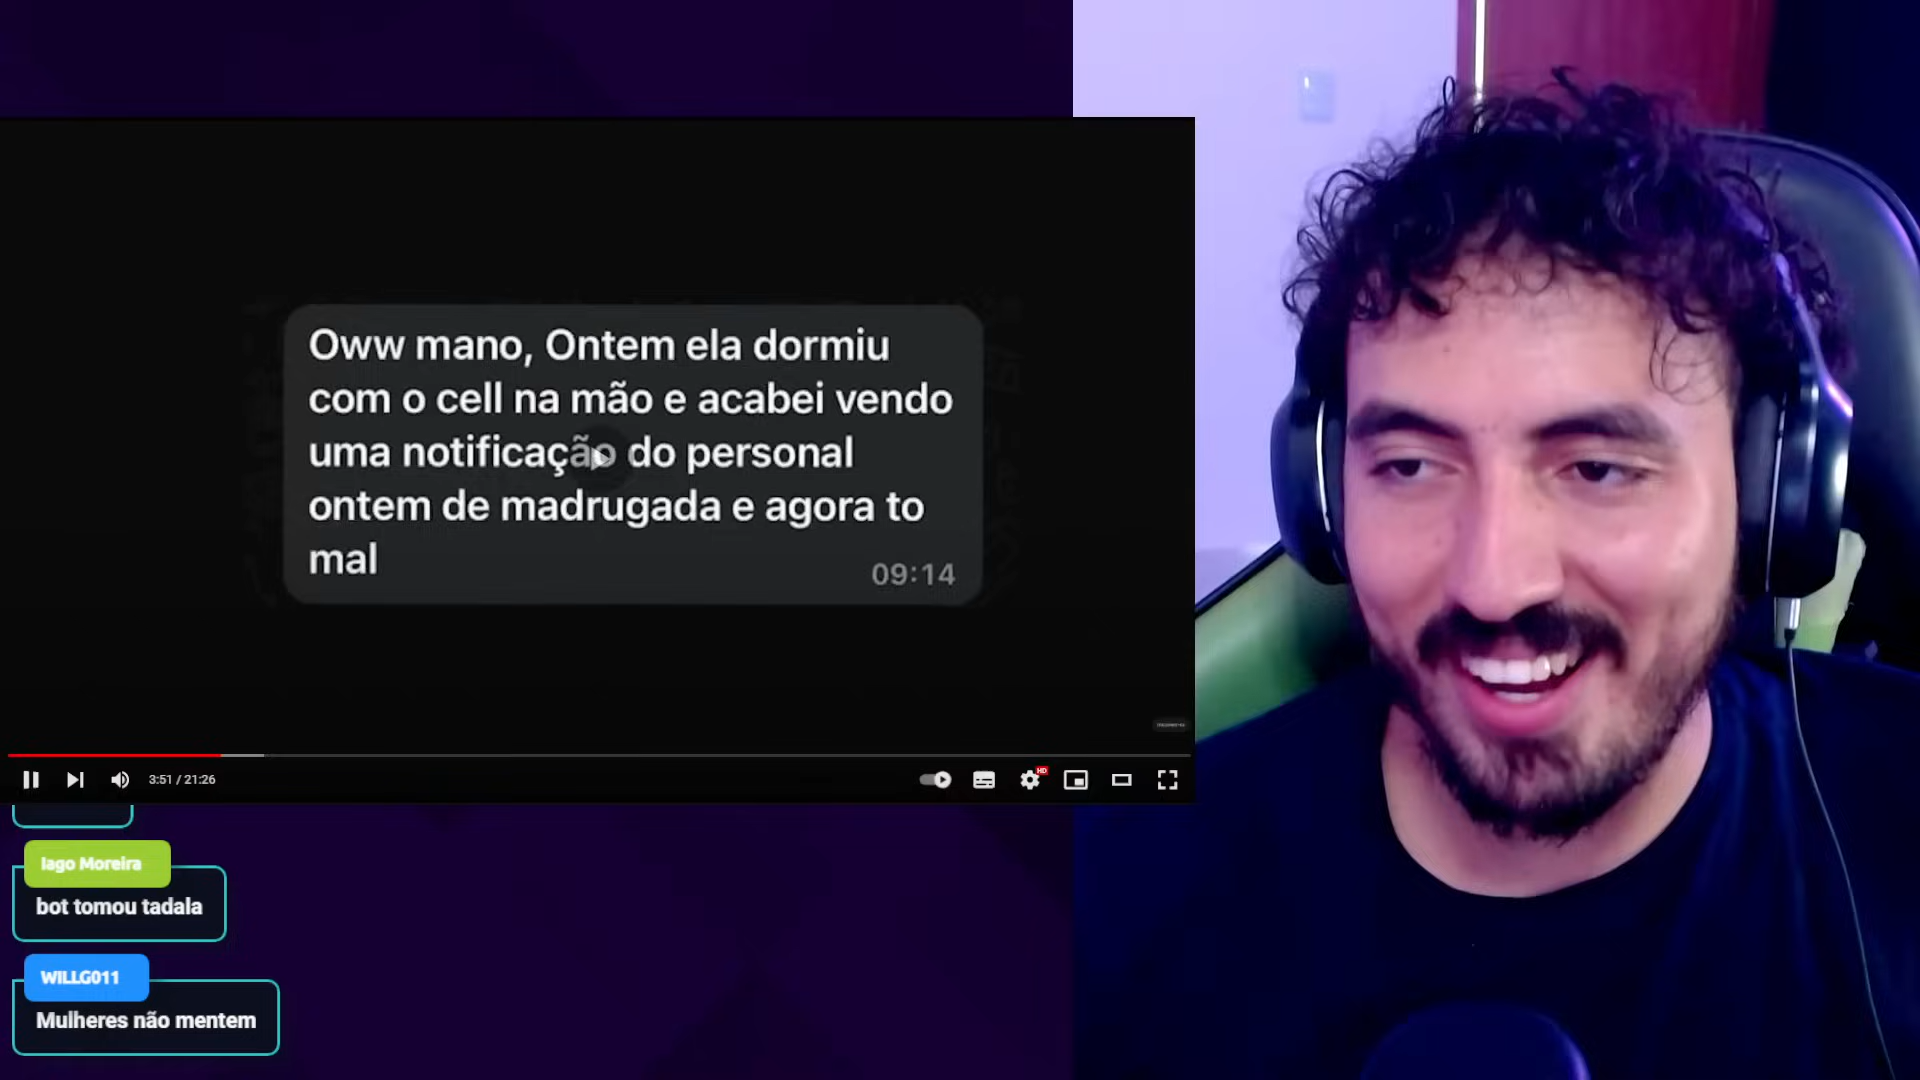 Oww mano, Ontem ela dormiu
com o cell na mão e acabei vendo
uma notificação do personal
ontem de madrugada e agora to
mal
09:14
3:51 / 21:26
HD
Iago Moreira
bot tomou tadala
WILLG011
Mulheres não mentem